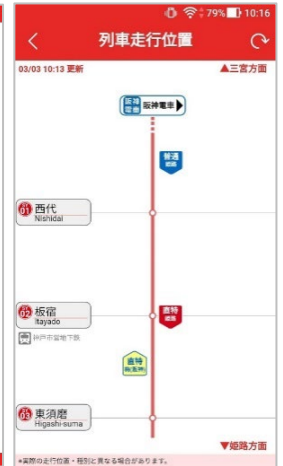 79% 10:16
列車走行位置
03/03 10:13 更新
▲三宮方面
阪神電車 阪神電車▶
普通
姫路
SY 01 西代
Nishidai
SY 02 板宿
Itayado
直特
姫路
神戸市営地下鉄
直特
SY 03 東須磨
Higashi-suma
▼姫路方面
*実際の走行位置・種別と異なる場合があります。